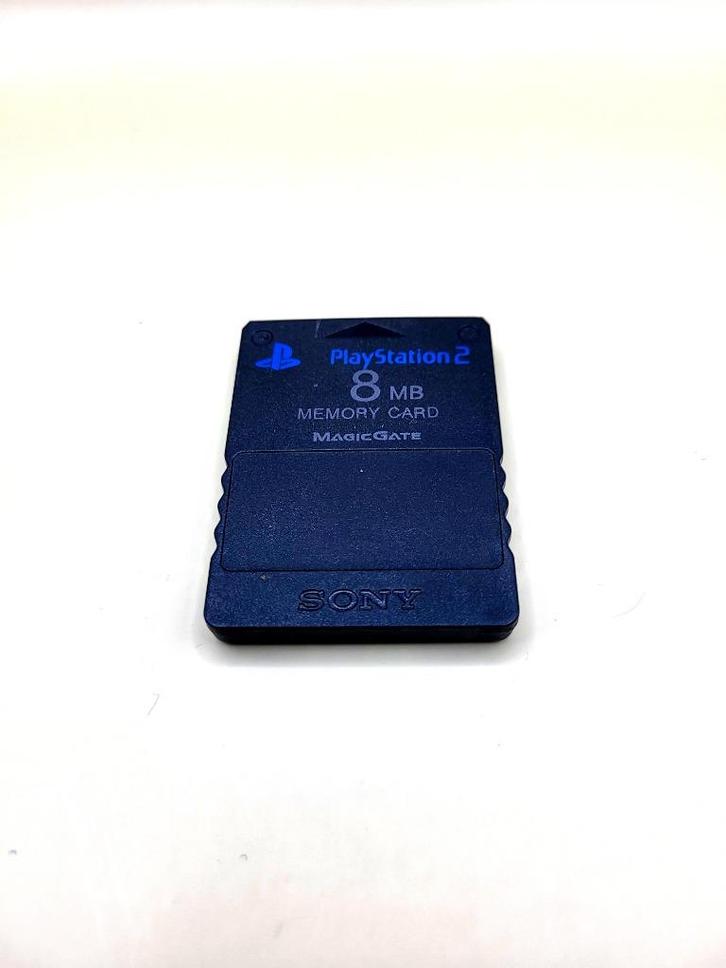 PlayStation 2
8 MB
MEMORY CARD
MAGICGATE
SONY